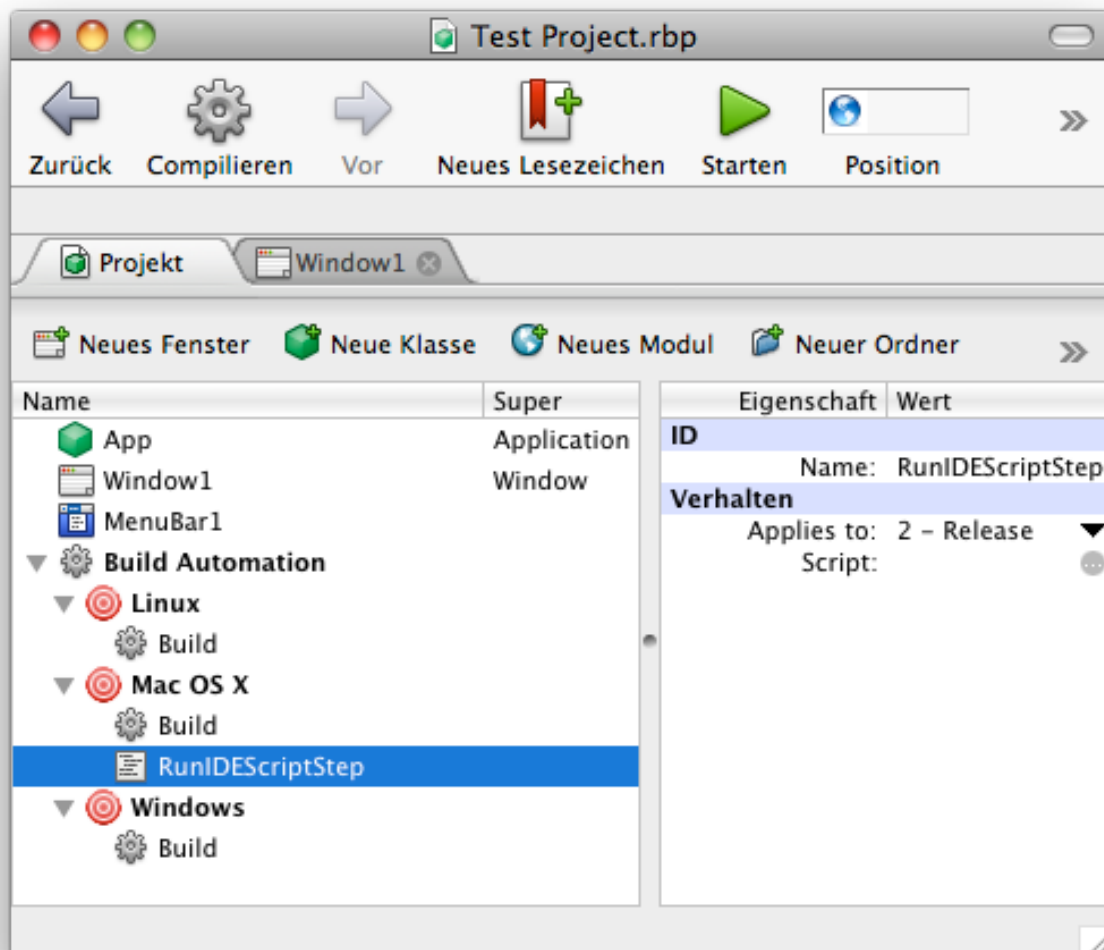 Test Project.rbp
Zurück Compilieren Vor Neues Lesezeichen Starten Position
Projekt Window1
Neues Fenster Neue Klasse Neues Modul Neuer Ordner
Name Super Eigenschaft Wert
App Application ID
Name: RunIDEScriptStep
Window1 Window
Verhalten
MenuBar1 Applies to: 2 – Release
Build Automation Script:
Linux
Build
Mac OS X
Build
RunIDEScriptStep
Windows
Build